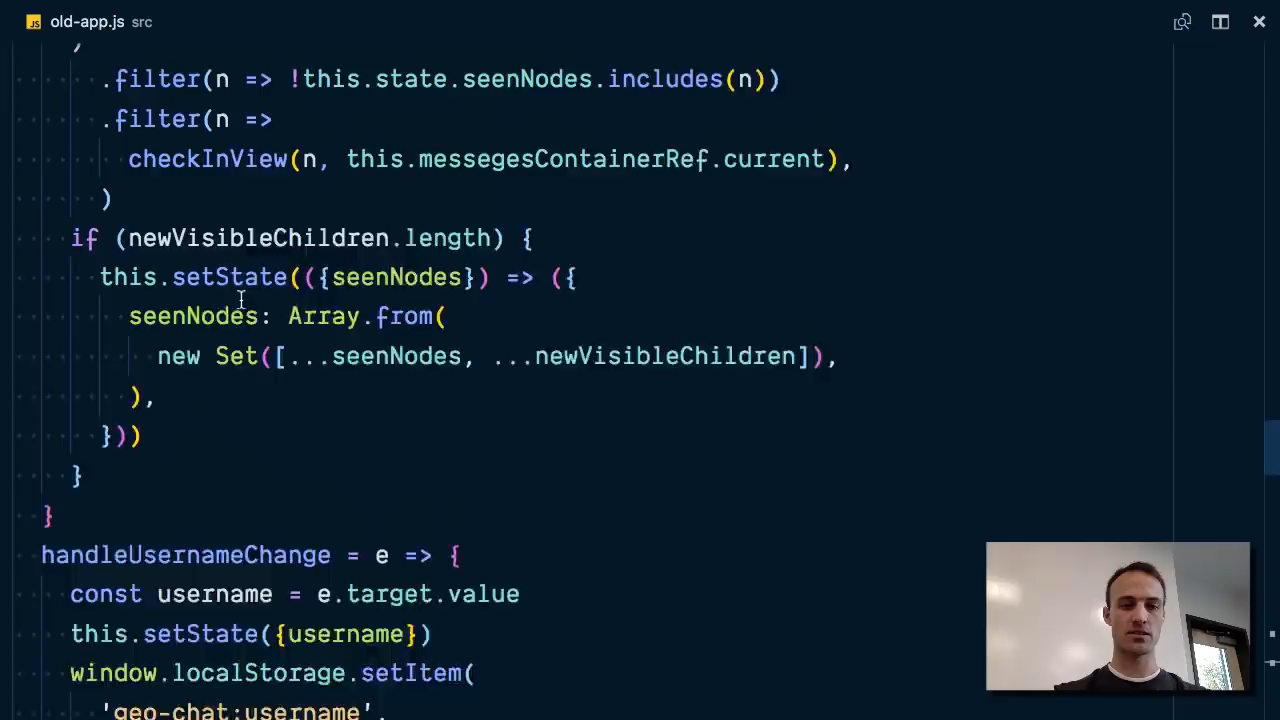 old-app.js src
)
.filter(n => !this.state.seenNodes.includes(n))
.filter(n =>
checkInView(n, this.messegesContainerRef.current),
)
if (newVisibleChildren.length) {
this.setState(({seenNodes}) => ({
seenNodes: Array.from(
new Set([...seenNodes, ...newVisibleChildren]),
),
}))
}
}
handleUsernameChange = e => {
const username = e.target.value
this.setState({username})
window.localStorage.setItem(
'geo-chat:username',